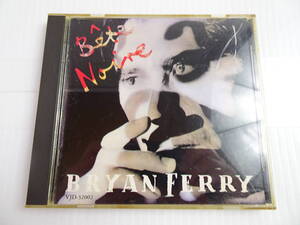 Bête
Noire
BRYAN FERRY
VJD-32002